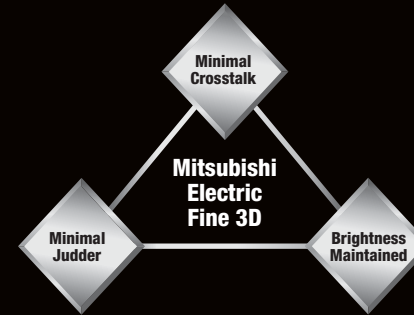 Minimal
Crosstalk
Mitsubishi
Electric
Fine 3D
Minimal
Judder
Brightness
Maintained